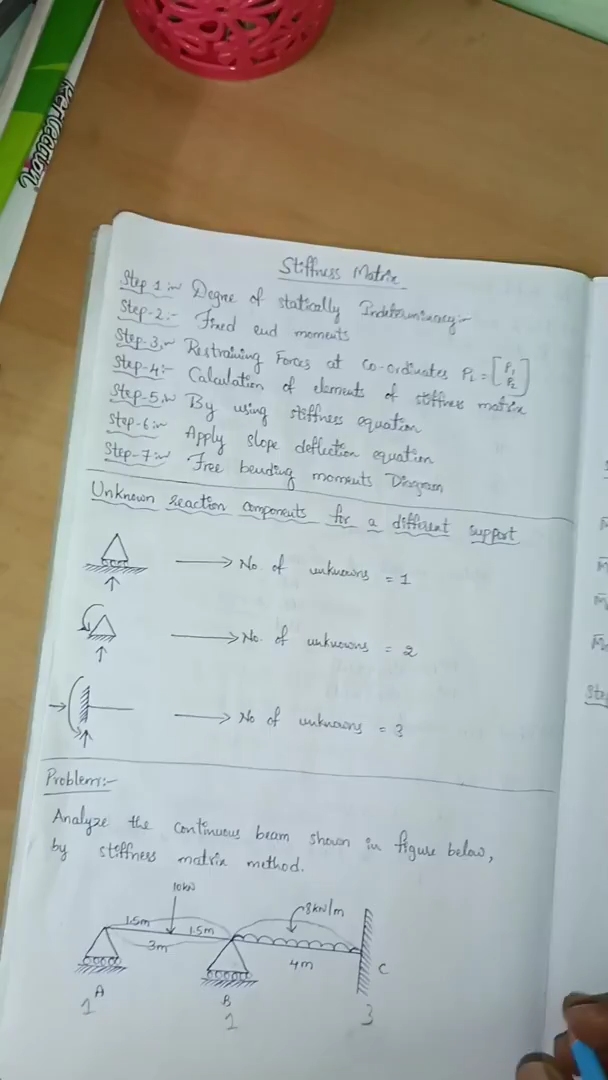 Reflection
Stiffness Matrix
Step 1:- Degree of statically Indeterminacy:-
Step-2:- Fixed end moments
Step-3:- Restraining Forces at co-ordinates PL = [P1 P2]
Step-4:- Calculation of elements of stiffness matrix
Step-5:- By using stiffness equation
Step-6:- Apply slope deflection equation
Step-7:- Free bending moments Diagram
Unknown reaction components for a different support
No. of unknowns = 1
No. of unknowns = 2
No of unknowns = 3
Problem:-
Analyze the continuous beam shown in figure below,
by stiffness matrix method.
10kN
8kN/m
1.5m 1.5m
3m 4m
A B C
1 1 3